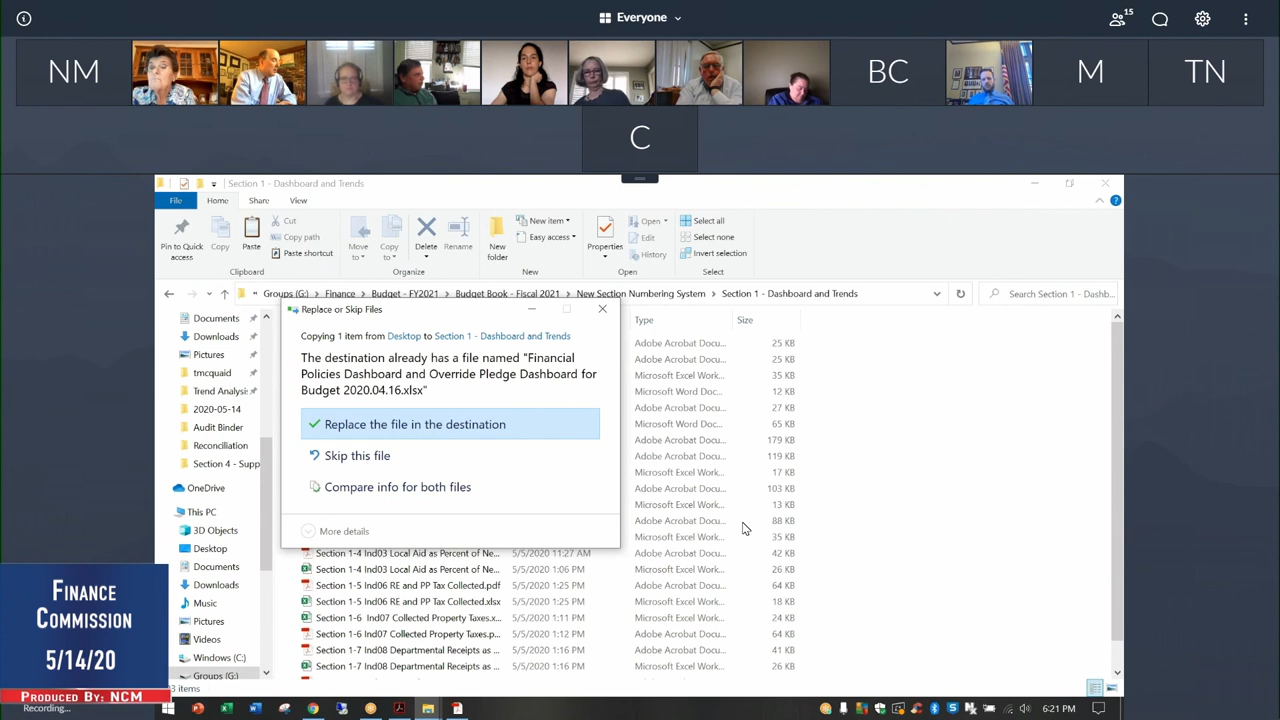 Everyone
15
NM
BC
M
TN
C
Section 1 - Dashboard and Trends
File
Home
Share
View
Pin to Quick access
Copy
Paste
Cut
Copy path
Paste shortcut
Clipboard
Move to
Copy to
Delete
Rename
Organize
New folder
New item
Easy access
New
Properties
Open
Edit
History
Open
Select all
Select none
Invert selection
Select
Groups (G:) > Finance > Budget - FY2021 > Budget Book - Fiscal 2021 > New Section Numbering System > Section 1 - Dashboard and Trends
Search Section 1 - Dashb...
Documents
Downloads
Pictures
tmcquaid
Trend Analysis
2020-05-14
Audit Binder
Reconciliation
Section 4 - Supp
OneDrive
This PC
3D Objects
Desktop
Documents
Downloads
Music
Pictures
Videos
Windows (C:)
Groups (G:)
Replace or Skip Files
Copying 1 item from Desktop to Section 1 - Dashboard and Trends
The destination already has a file named "Financial
Policies Dashboard and Override Pledge Dashboard for
Budget 2020.04.16.xlsx"
Replace the file in the destination
Skip this file
Compare info for both files
More details
Type Size
Adobe Acrobat Docu... 25 KB
Adobe Acrobat Docu... 25 KB
Microsoft Excel Work... 35 KB
Microsoft Word Doc... 12 KB
Adobe Acrobat Docu... 27 KB
Microsoft Word Doc... 65 KB
Adobe Acrobat Docu... 179 KB
Adobe Acrobat Docu... 119 KB
Microsoft Excel Work... 17 KB
Adobe Acrobat Docu... 103 KB
Microsoft Excel Work... 13 KB
Adobe Acrobat Docu... 88 KB
Microsoft Excel Work... 35 KB
Section 1-4 Ind03 Local Aid as Percent of Ne... 5/5/2020 11:27 AM Adobe Acrobat Docu... 42 KB
Section 1-4 Ind03 Local Aid as Percent of Ne... 5/5/2020 1:06 PM Microsoft Excel Work... 26 KB
Section 1-5 Ind06 RE and PP Tax Collected.pdf 5/5/2020 1:25 PM Adobe Acrobat Docu... 64 KB
Section 1-5 Ind06 RE and PP Tax Collected.xlsx 5/5/2020 1:25 PM Microsoft Excel Work... 18 KB
Section 1-6 Ind07 Collected Property Taxes.x... 5/5/2020 1:11 PM Microsoft Excel Work... 24 KB
Section 1-6 Ind07 Collected Property Taxes.p... 5/5/2020 1:12 PM Adobe Acrobat Docu... 64 KB
Section 1-7 Ind08 Departmental Receipts as ... 5/5/2020 1:16 PM Adobe Acrobat Docu... 41 KB
Section 1-7 Ind08 Departmental Receipts as ... 5/5/2020 1:16 PM Microsoft Excel Work... 26 KB
3 items
Finance
Commission
5/14/20
Produced By: NCM
Recording...
6:21 PM